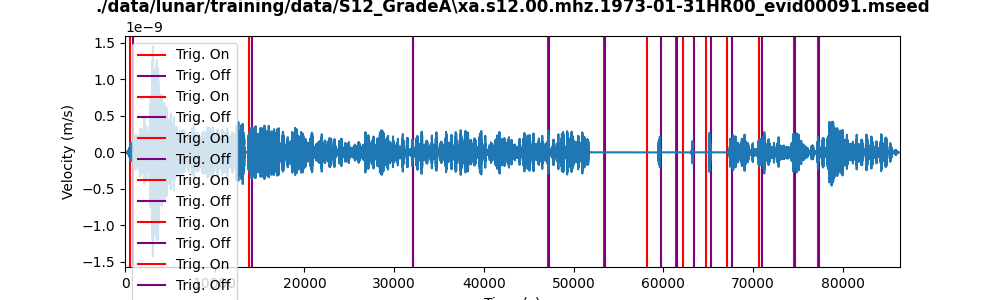 ./data/lunar/training/data/S12_GradeA\xa.s12.00.mhz.1973-01-31HR00_evid00091.mseed
1e−9
1.5
1.0
0.5
0.0
−0.5
−1.0
−1.5
Velocity (m/s)
Trig. On
Trig. Off
Trig. On
Trig. Off
Trig. On
Trig. Off
Trig. On
Trig. Off
Trig. On
Trig. Off
Trig. On
Trig. Off
0 10000 20000 30000 40000 50000 60000 70000 80000